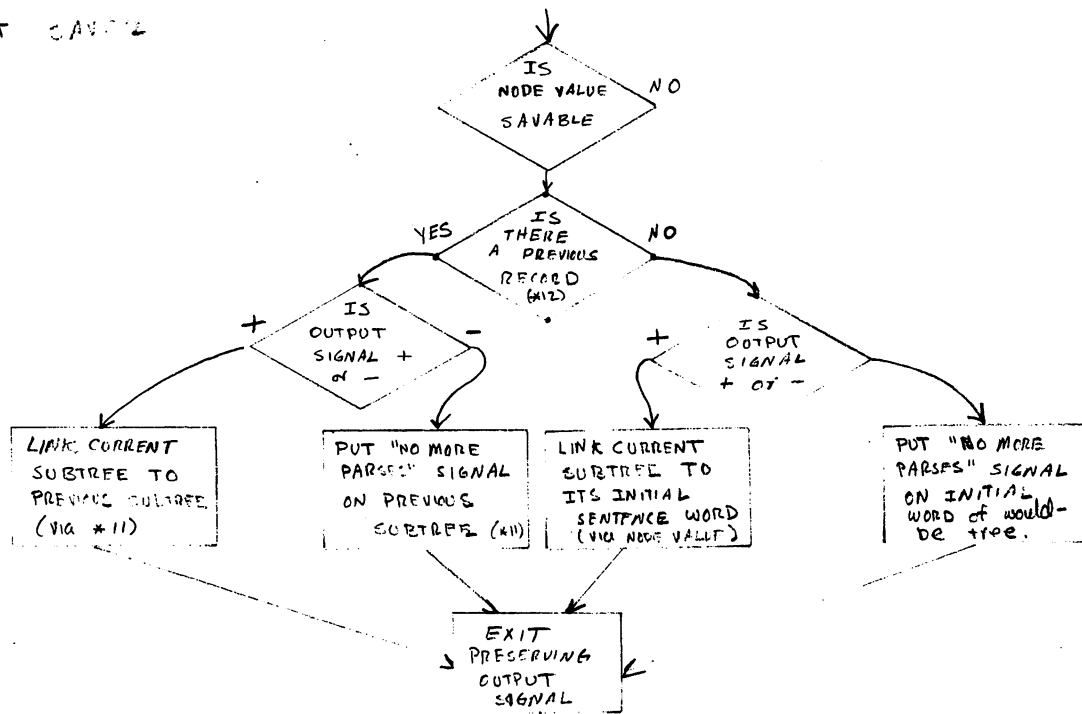 IS
NODE VALUE
SAVABLE
NO
IS
THERE
A PREVIOUS
RECORD
(*12)
YES
NO
IS
OUTPUT
SIGNAL +
or -
+
-
IS
OUTPUT
SIGNAL
+ or -
+
LINK CURRENT
SUBTREE TO
PREVIOUS SUBTREE
(VIA *11)
PUT "NO MORE
PARSES" SIGNAL
ON PREVIOUS
SUBTREE (*11)
LINK CURRENT
SUBTREE TO
ITS INITIAL
SENTENCE WORD
(VIA NODE VALUE)
PUT "NO MORE
PARSES" SIGNAL
ON INITIAL
WORD of would-
be tree.
EXIT
PRESERVING
OUTPUT
SIGNAL